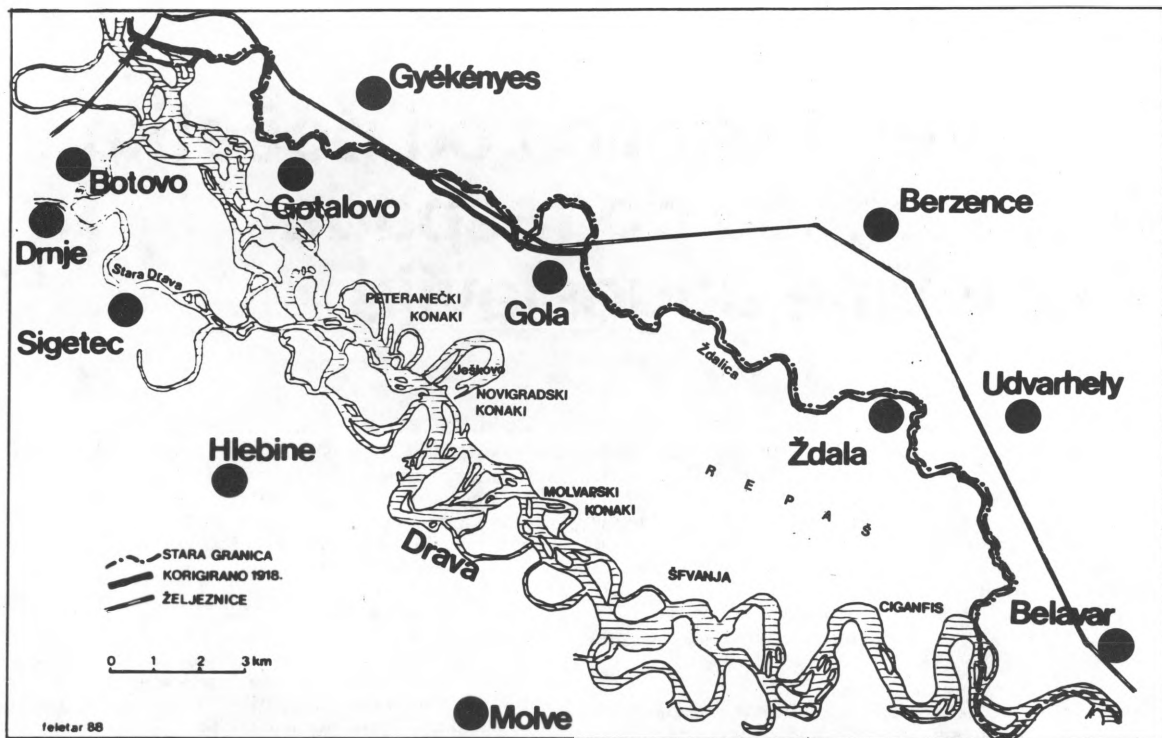 Gyékényes
Botovo
Gotalovo
Berzence
Drnje
Stara Drava
PETERANEČKI
KONAKI
Gola
Sigetec
Ždalica
Ješkovo
NOVIGRADSKI
KONAKI
Udvarhely
Ždala
Hlebine
REPAŠ
MOLVARSKI
KONAKI
Drava
STARA GRANICA
KORIGIRANO 1918.
ŽELJEZNICE
ŠFVANJA
CIGANFIS
Belavar
0 1 2 3 km
Molve
feletar 88